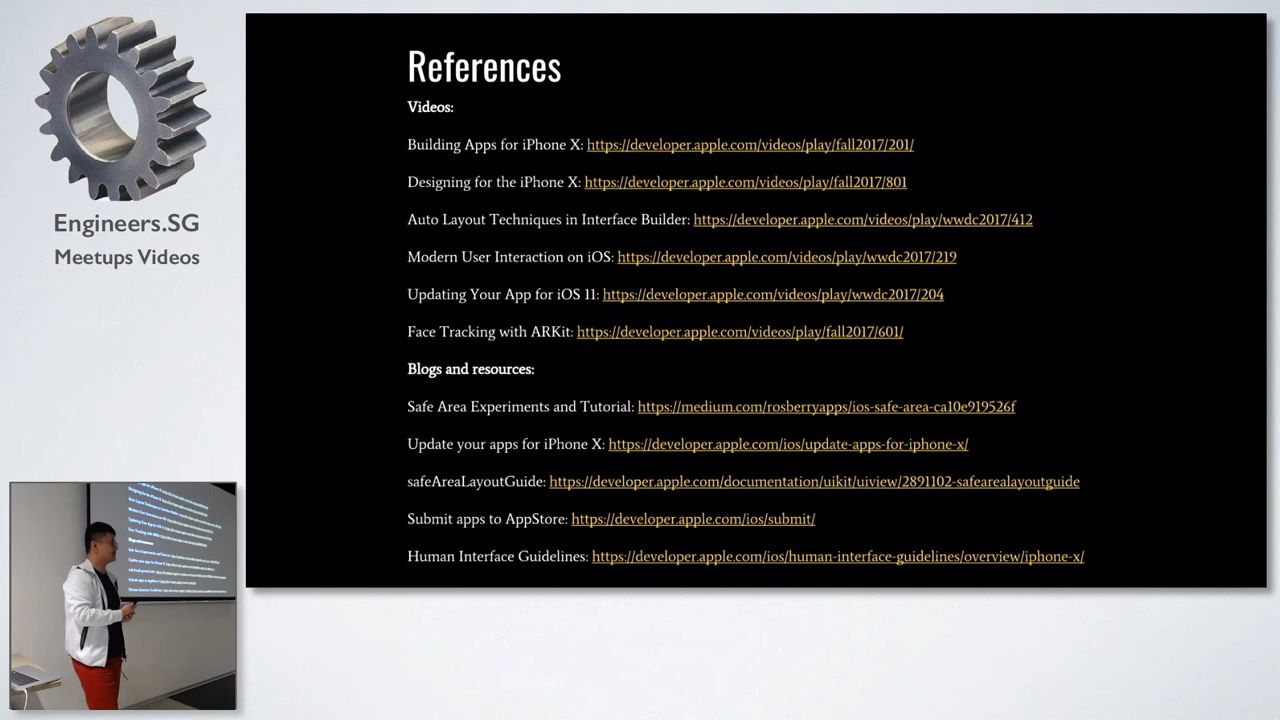 Engineers.SG
Meetups Videos
References
Videos:
Building Apps for iPhone X: https://developer.apple.com/videos/play/fall2017/201/
Designing for the iPhone X: https://developer.apple.com/videos/play/fall2017/801
Auto Layout Techniques in Interface Builder: https://developer.apple.com/videos/play/wwdc2017/412
Modern User Interaction on iOS: https://developer.apple.com/videos/play/wwdc2017/219
Updating Your App for iOS 11: https://developer.apple.com/videos/play/wwdc2017/204
Face Tracking with ARKit: https://developer.apple.com/videos/play/fall2017/601/
Blogs and resources:
Safe Area Experiments and Tutorial: https://medium.com/rosberryapps/ios-safe-area-ca10e919526f
Update your apps for iPhone X: https://developer.apple.com/ios/update-apps-for-iphone-x/
safeAreaLayoutGuide: https://developer.apple.com/documentation/uikit/uiview/2891102-safearealayoutguide
Submit apps to AppStore: https://developer.apple.com/ios/submit/
Human Interface Guidelines: https://developer.apple.com/ios/human-interface-guidelines/overview/iphone-x/